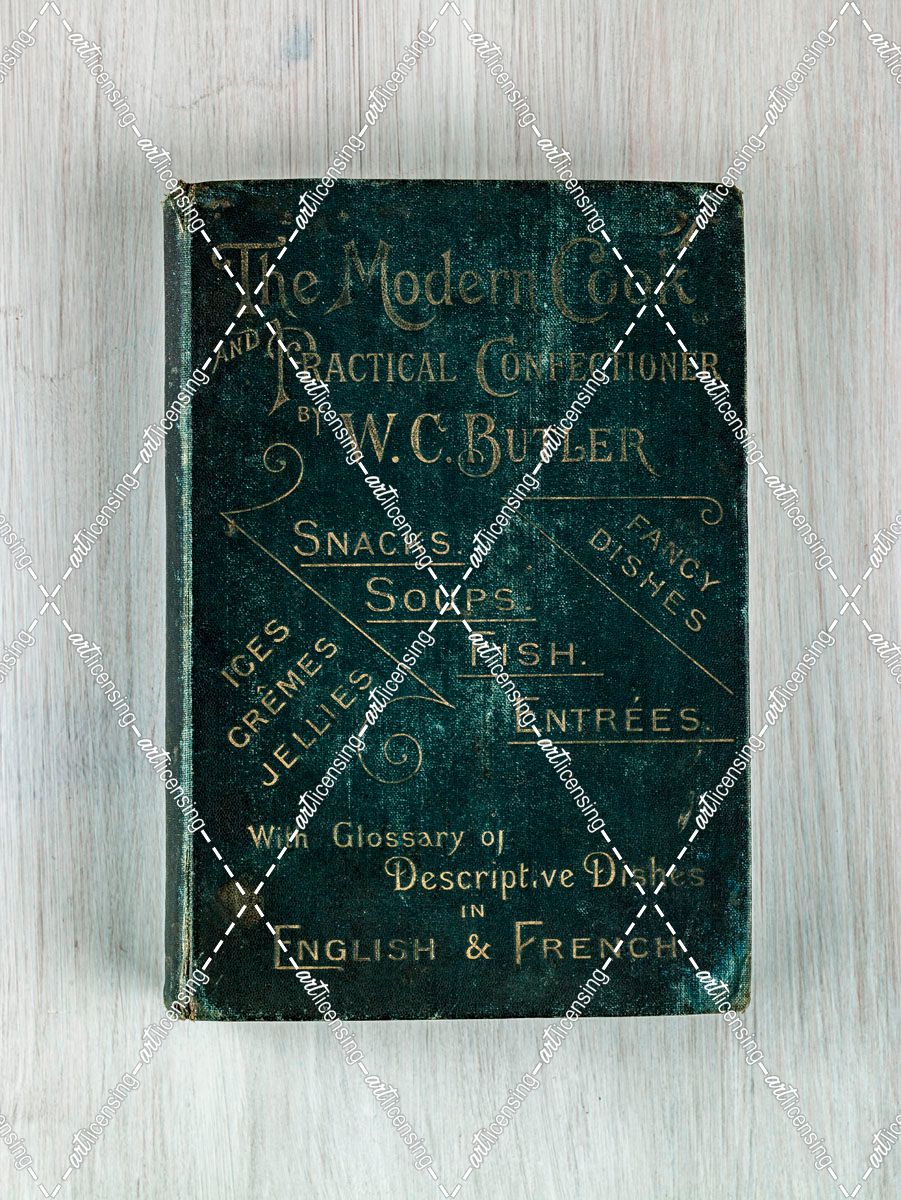 The Modern Cook
AND PRACTICAL CONFECTIONER
BY W. C. BUTLER
SNACKS.
SOUPS.
FISH.
ENTRÉES.
FANCY
DISHES
ICES
CRÊMES
JELLIES
With Glossary of
Descriptive Dishes
IN
ENGLISH & FRENCH
artlicensing